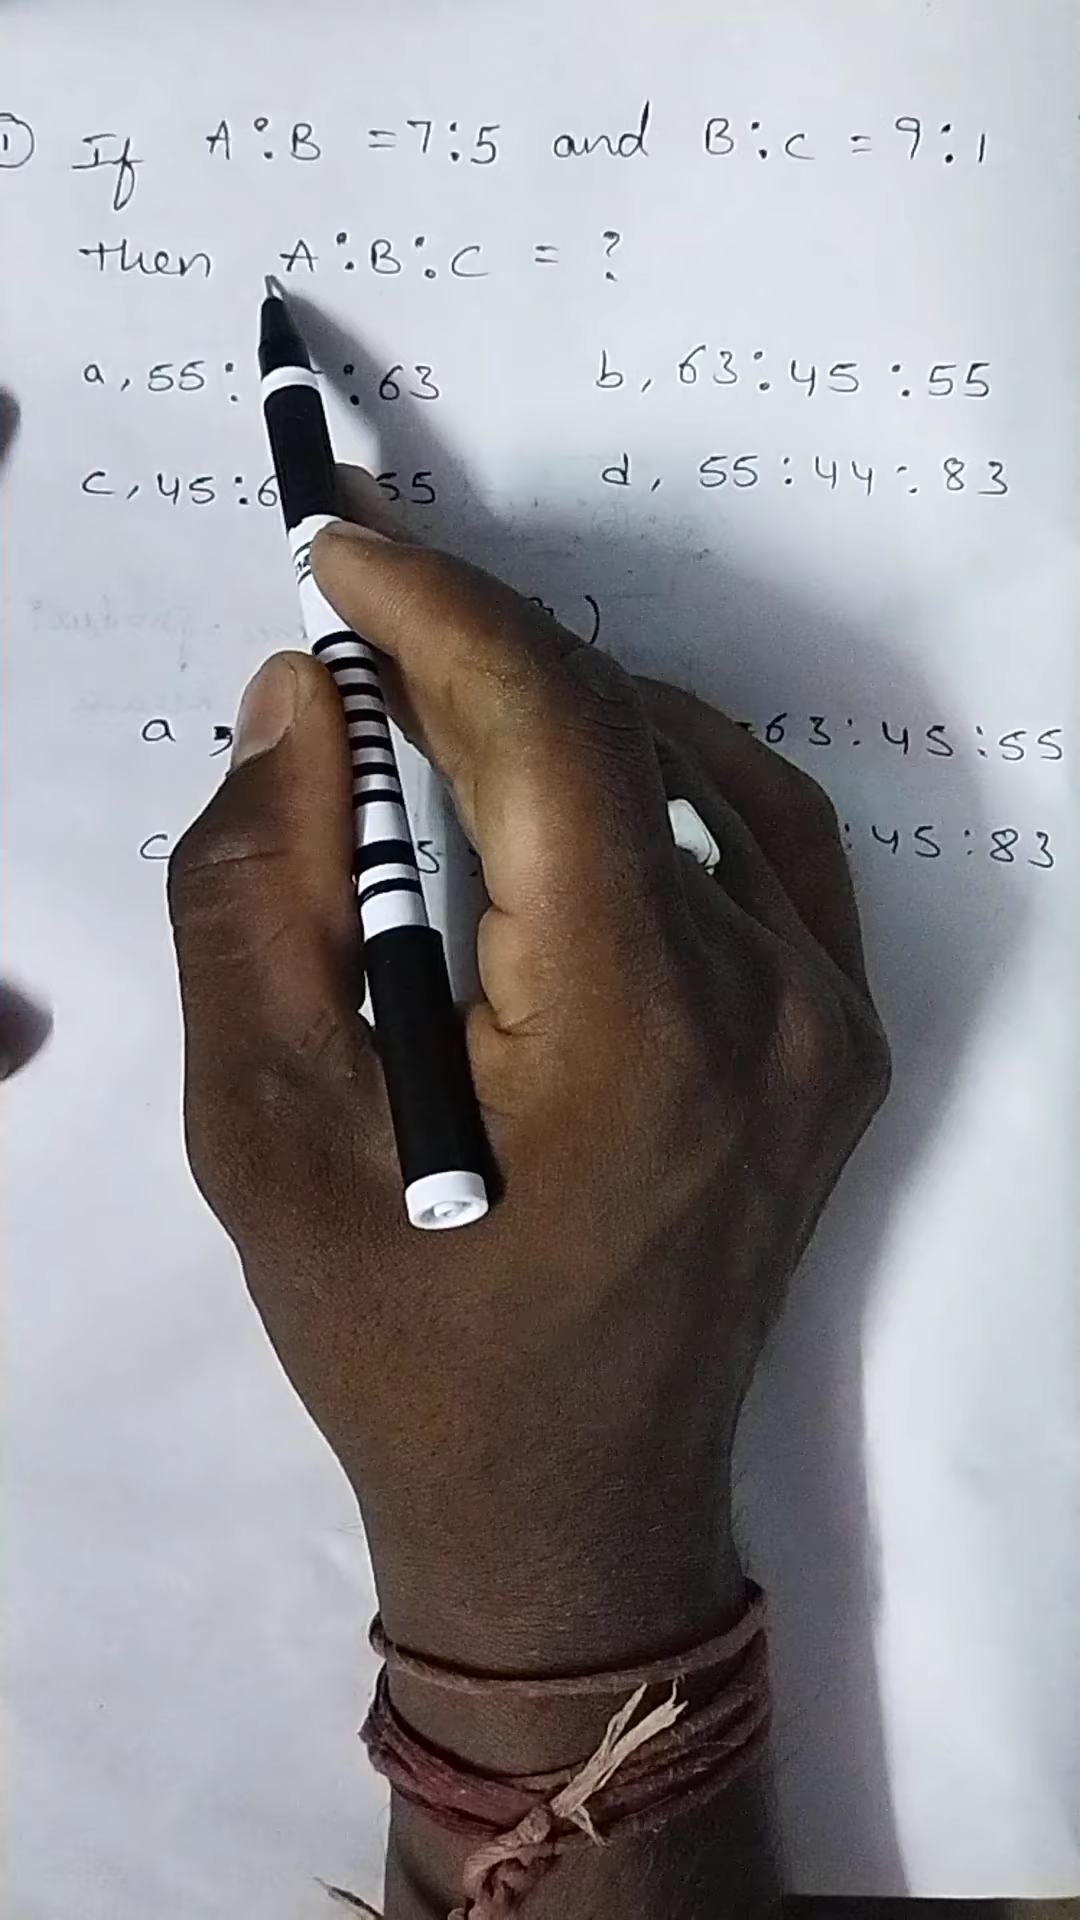 1 If A:B = 7:5 and B:C = 9:1
then A:B:C = ?
a, 55: :63 b, 63:45:55
c, 45:6 55 d, 55:44:83
)
a, 63:45:55
c 5 :45:83